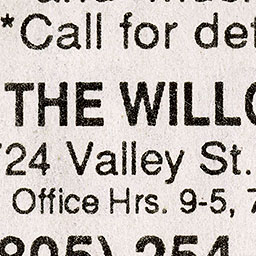 *Call for det
THE WILLO
724 Valley St.
Office Hrs. 9-5, 7
(805) 254